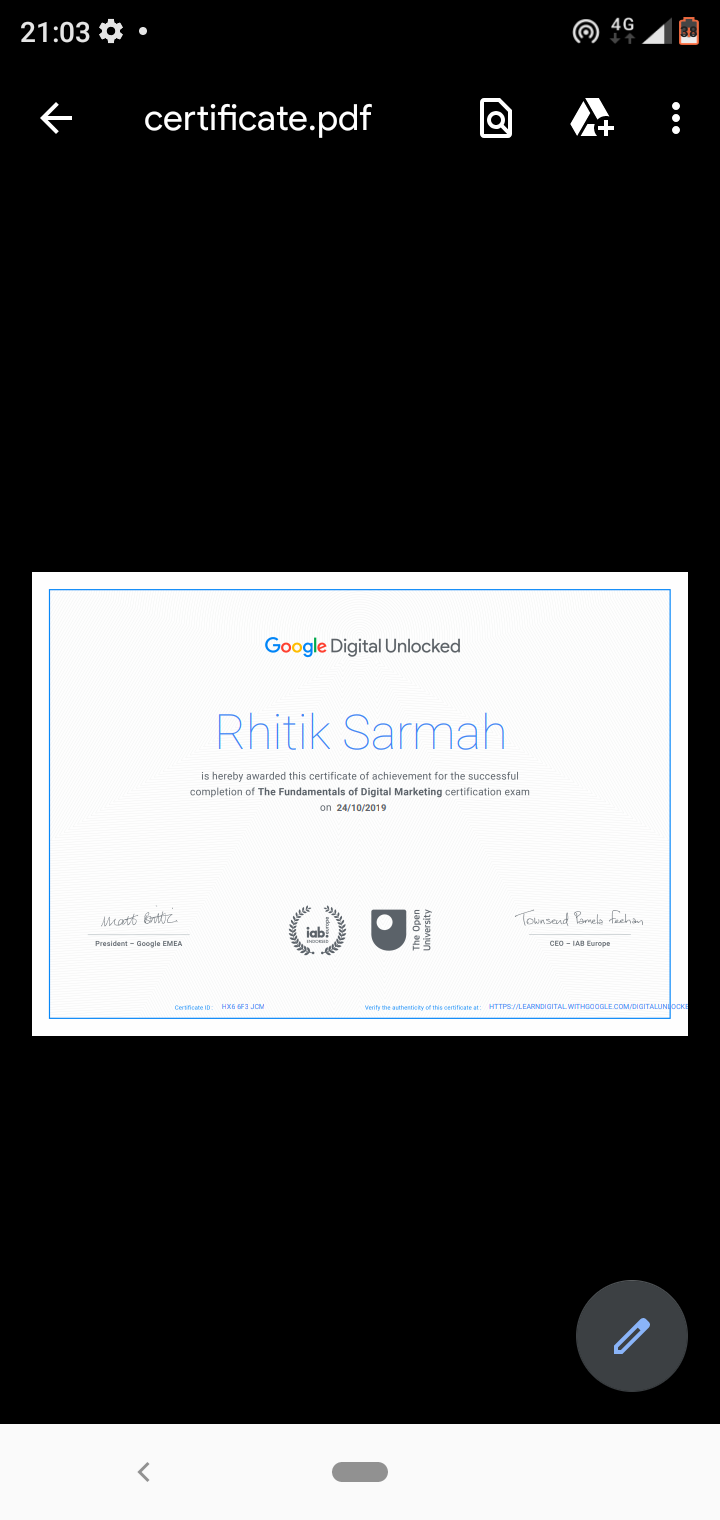 21:03
4G
38
certificate.pdf
Google Digital Unlocked
Rhitik Sarmah
is hereby awarded this certificate of achievement for the successful
completion of The Fundamentals of Digital Marketing certification exam
on 24/10/2019
President – Google EMEA
iab europe
ENDORSED
The Open
University
Townsend Pamela Feehan
CEO – IAB Europe
Certificate ID : HX6 6F3 JCM
Verify the authenticity of this certificate at : HTTPS://LEARNDIGITAL.WITHGOOGLE.COM/DIGITALUNLOCKE